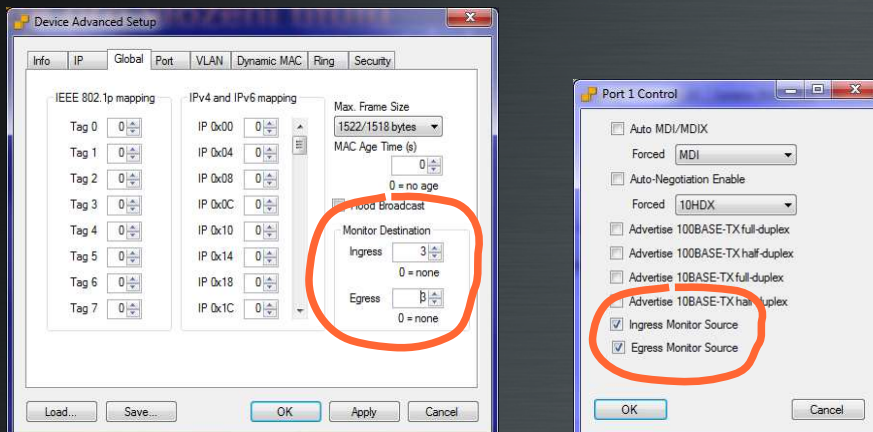 Device Advanced Setup
Info IP Global Port VLAN Dynamic MAC Ring Security
IEEE 802.1p mapping
Tag 0 0
Tag 1 0
Tag 2 0
Tag 3 0
Tag 4 0
Tag 5 0
Tag 6 0
Tag 7 0
IPv4 and IPv6 mapping
IP 0x00 0
IP 0x04 0
IP 0x08 0
IP 0x0C 0
IP 0x10 0
IP 0x14 0
IP 0x18 0
IP 0x1C 0
Max. Frame Size
1522/1518 bytes
MAC Age Time (s)
0
0 = no age
Flood Broadcast
Monitor Destination
Ingress 3
0 = none
Egress 3
0 = none
Load... Save... OK Apply Cancel
Port 1 Control
Auto MDI/MDIX
Forced MDI
Auto-Negotiation Enable
Forced 10HDX
Advertise 100BASE-TX full-duplex
Advertise 100BASE-TX half-duplex
Advertise 10BASE-TX full-duplex
Advertise 10BASE-TX half-duplex
Ingress Monitor Source
Egress Monitor Source
OK Cancel